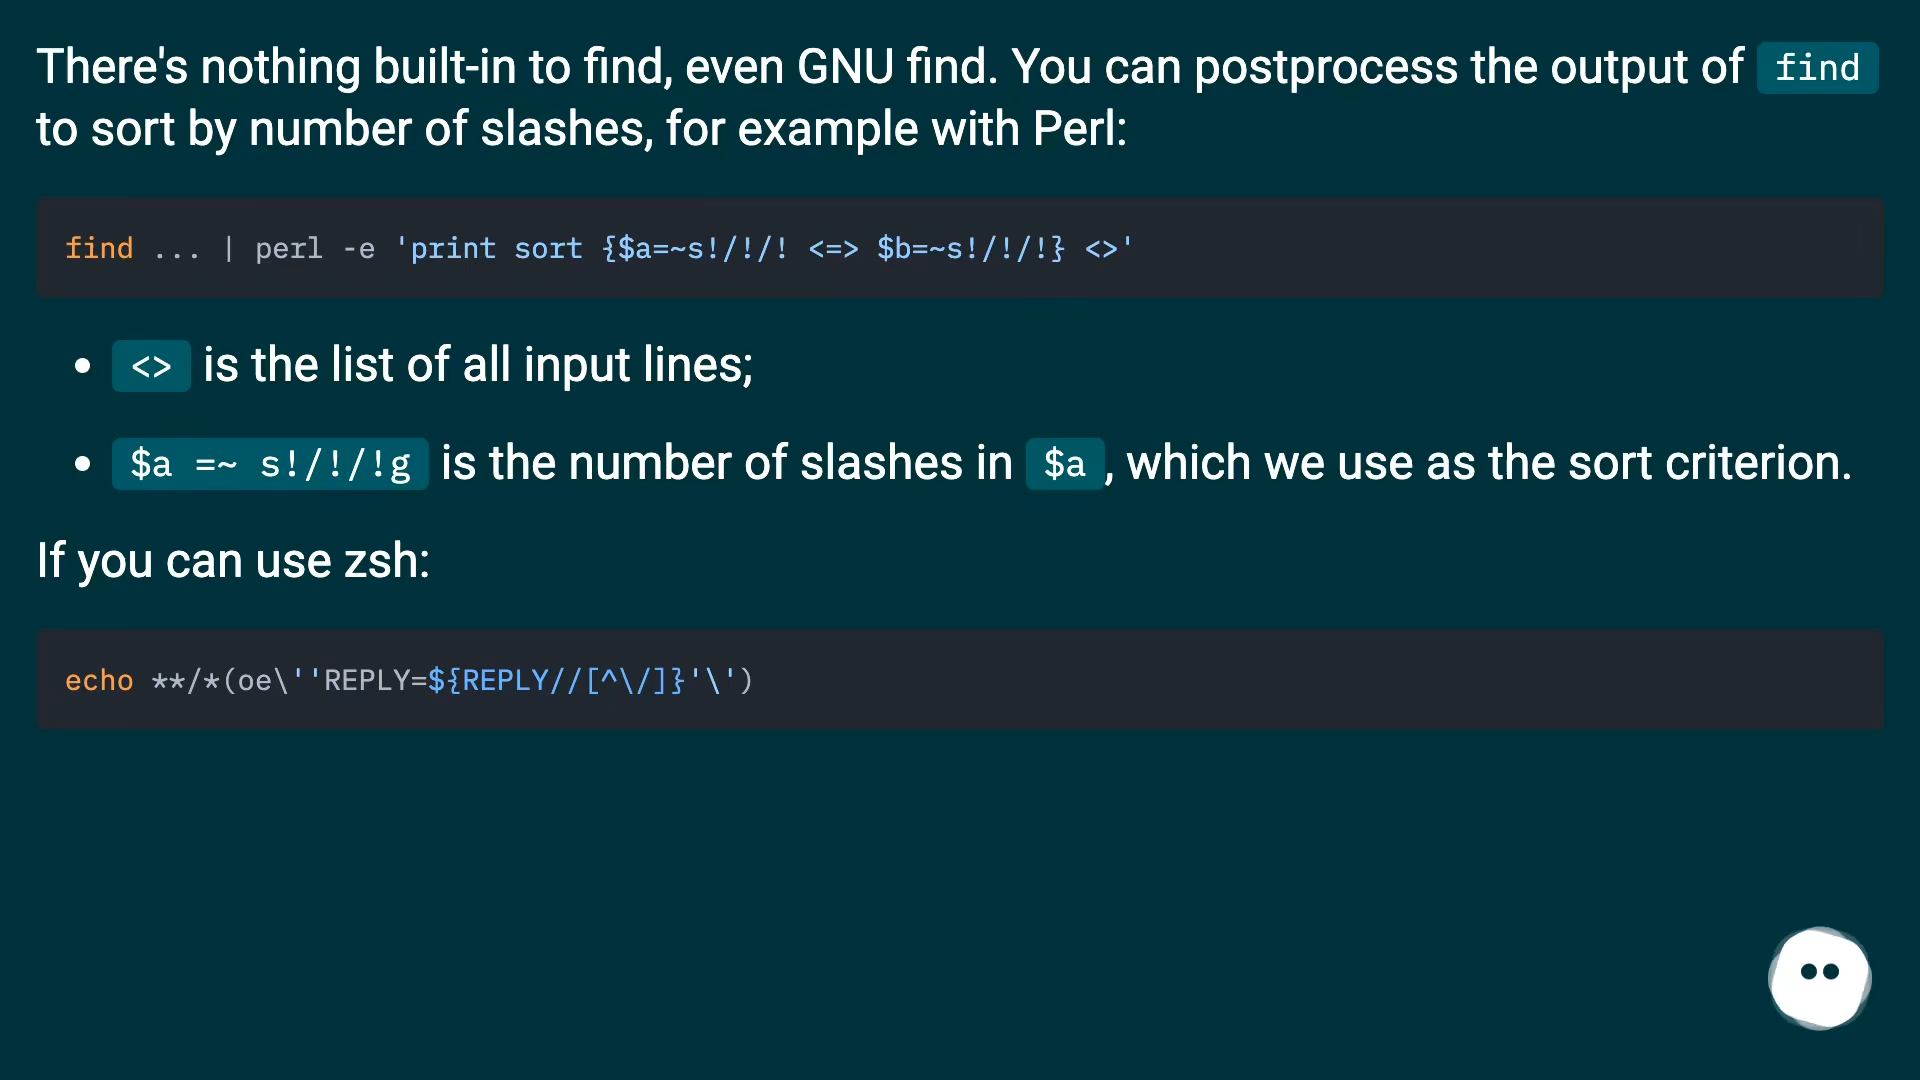 There's nothing built-in to find, even GNU find. You can postprocess the output of find
to sort by number of slashes, for example with Perl:
find ... | perl -e 'print sort {$a=~s!/!/! <=> $b=~s!/!/!} <>'
• <> is the list of all input lines;
• $a =~ s!/!/!g is the number of slashes in $a, which we use as the sort criterion.
If you can use zsh:
echo **/*(oe\''REPLY=${REPLY//[^\/]}'\')